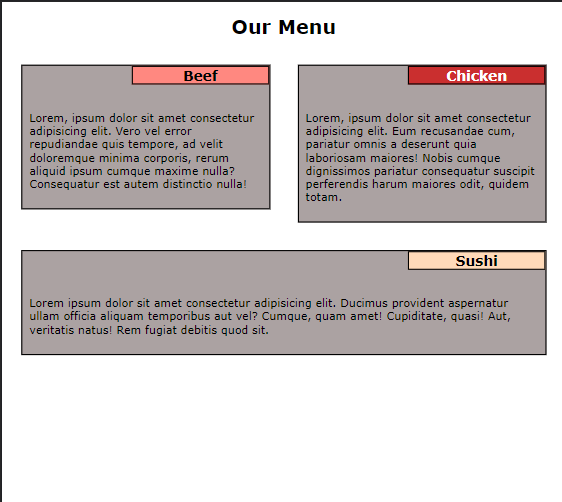 Our Menu
Beef
Lorem, ipsum dolor sit amet consectetur
adipisicing elit. Vero vel error
repudiandae quis tempore, ad velit
doloremque minima corporis, rerum
aliquid ipsum cumque maxime nulla?
Consequatur est autem distinctio nulla!
Chicken
Lorem, ipsum dolor sit amet consectetur
adipisicing elit. Eum recusandae cum,
pariatur omnis a deserunt quia
laboriosam maiores! Nobis cumque
dignissimos pariatur consequatur suscipit
perferendis harum maiores odit, quidem
totam.
Sushi
Lorem ipsum dolor sit amet consectetur adipisicing elit. Ducimus provident aspernatur
ullam officia aliquam temporibus aut vel? Cumque, quam amet! Cupiditate, quasi! Aut,
veritatis natus! Rem fugiat debitis quod sit.